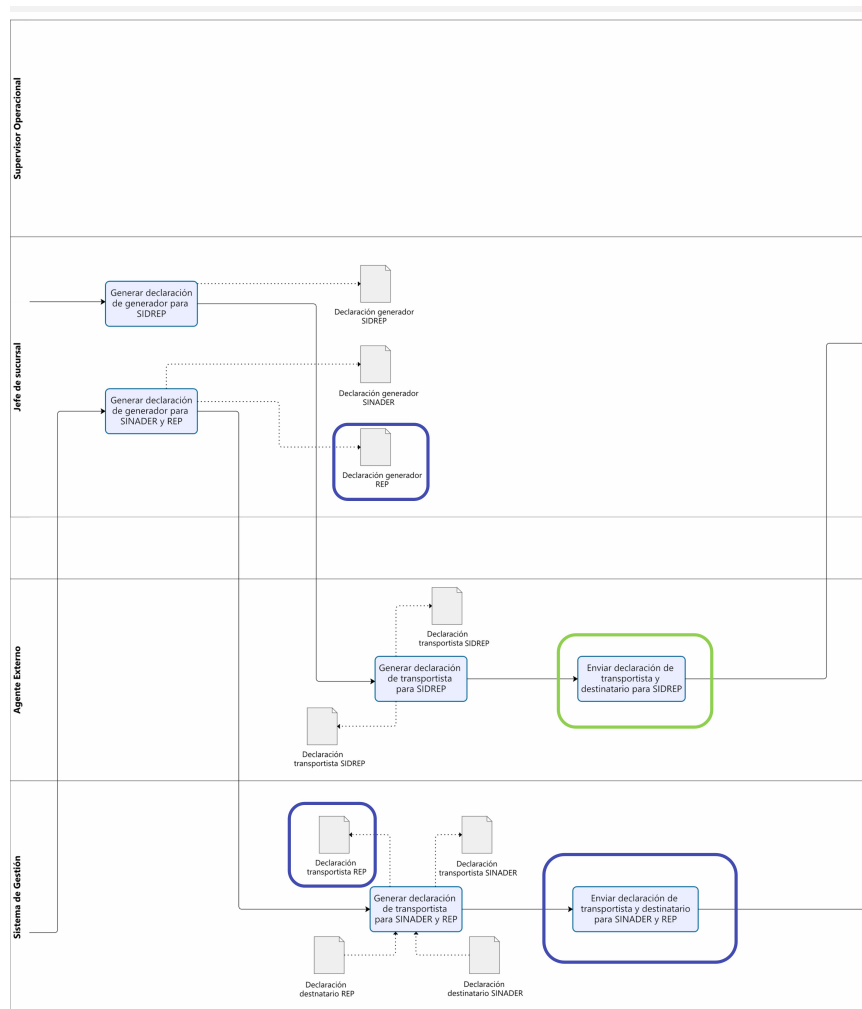 Supervisor Operacional
Jefe de sucursal
Generar declaración
de generador para
SIDREP
Declaración generador
SIDREP
Generar declaración
de generador para
SINADER y REP
Declaración generador
SINADER
Declaración generador
REP
Agente Externo
Declaración
transportista SIDREP
Generar declaración
de transportista
para SIDREP
Enviar declaración de
transportista y
destinatario para SIDREP
Declaración
transportista SIDREP
Sistema de Gestión
Declaración
transportista REP
Declaración
transportista SINADER
Generar declaración
de transportista
para SINADER y REP
Enviar declaración de
transportista y destinatario
para SINADER y REP
Declaración
destnatario REP
Declaración
destinatario SINADER